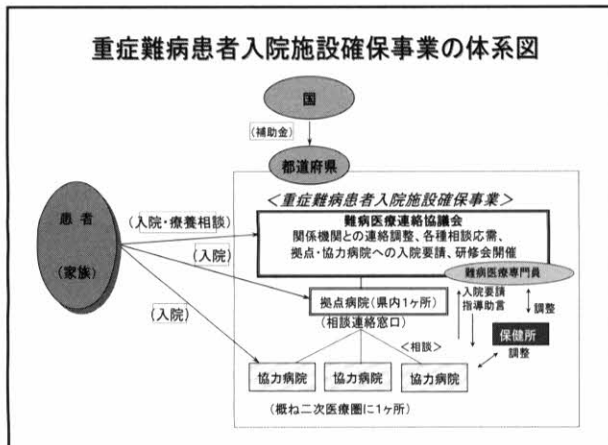 重症難病患者入院施設確保事業の体系図
国
(補助金)
都道府県
<重症難病患者入院施設確保事業>
患者
(家族)
(入院・療養相談)
難病医療連絡協議会
関係機関との連絡調整、各種相談応需、
拠点・協力病院への入院要請、研修会開催
難病医療専門員
(入院)
拠点病院(県内1ヶ所)
(相談連絡窓口)
入院要請
指導助言
調整
(入院)
<相談>
保健所
調整
協力病院
協力病院
協力病院
(概ね二次医療圏に1ヶ所)